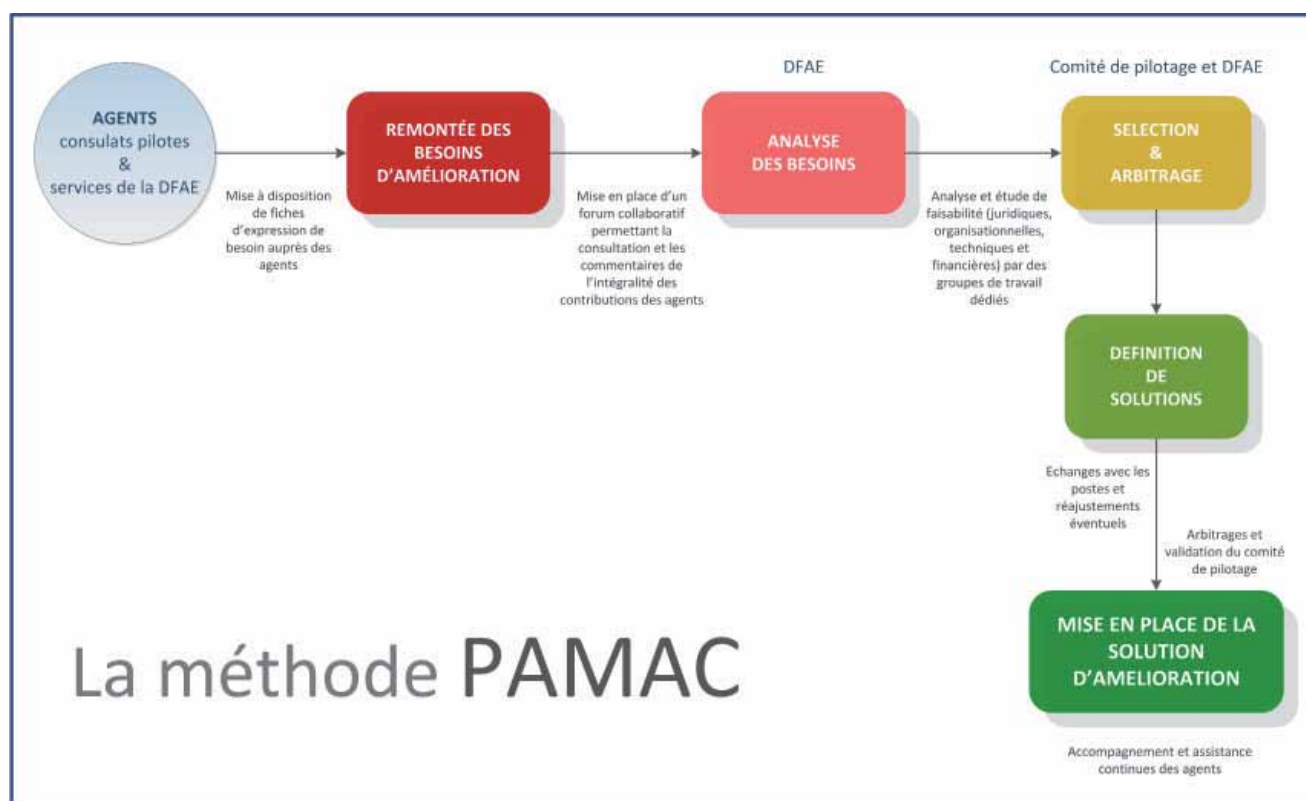 DFAE
Comité de pilotage et DFAE
AGENTS
consulats pilotes
&
services de la DFAE
REMONTÉE DES
BESOINS
D'AMÉLIORATION
ANALYSE
DES BESOINS
SELECTION
&
ARBITRAGE
Mise à disposition
de fiches
d'expression de
besoin auprès des
agents
Mise en place d'un
forum collaboratif
permettant la
consultation et les
commentaires de
l'intégralité des
contributions des agents
Analyse et étude de
faisabilité (juridiques,
organisationnelles,
techniques et
financières) par des
groupes de travail
dédiés
DEFINITION
DE
SOLUTIONS
Echanges avec les
postes et
réajustements
éventuels
Arbitrages et
validation du comité
de pilotage
MISE EN PLACE DE LA
SOLUTION
D'AMELIORATION
La méthode PAMAC
Accompagnement et assistance
continues des agents